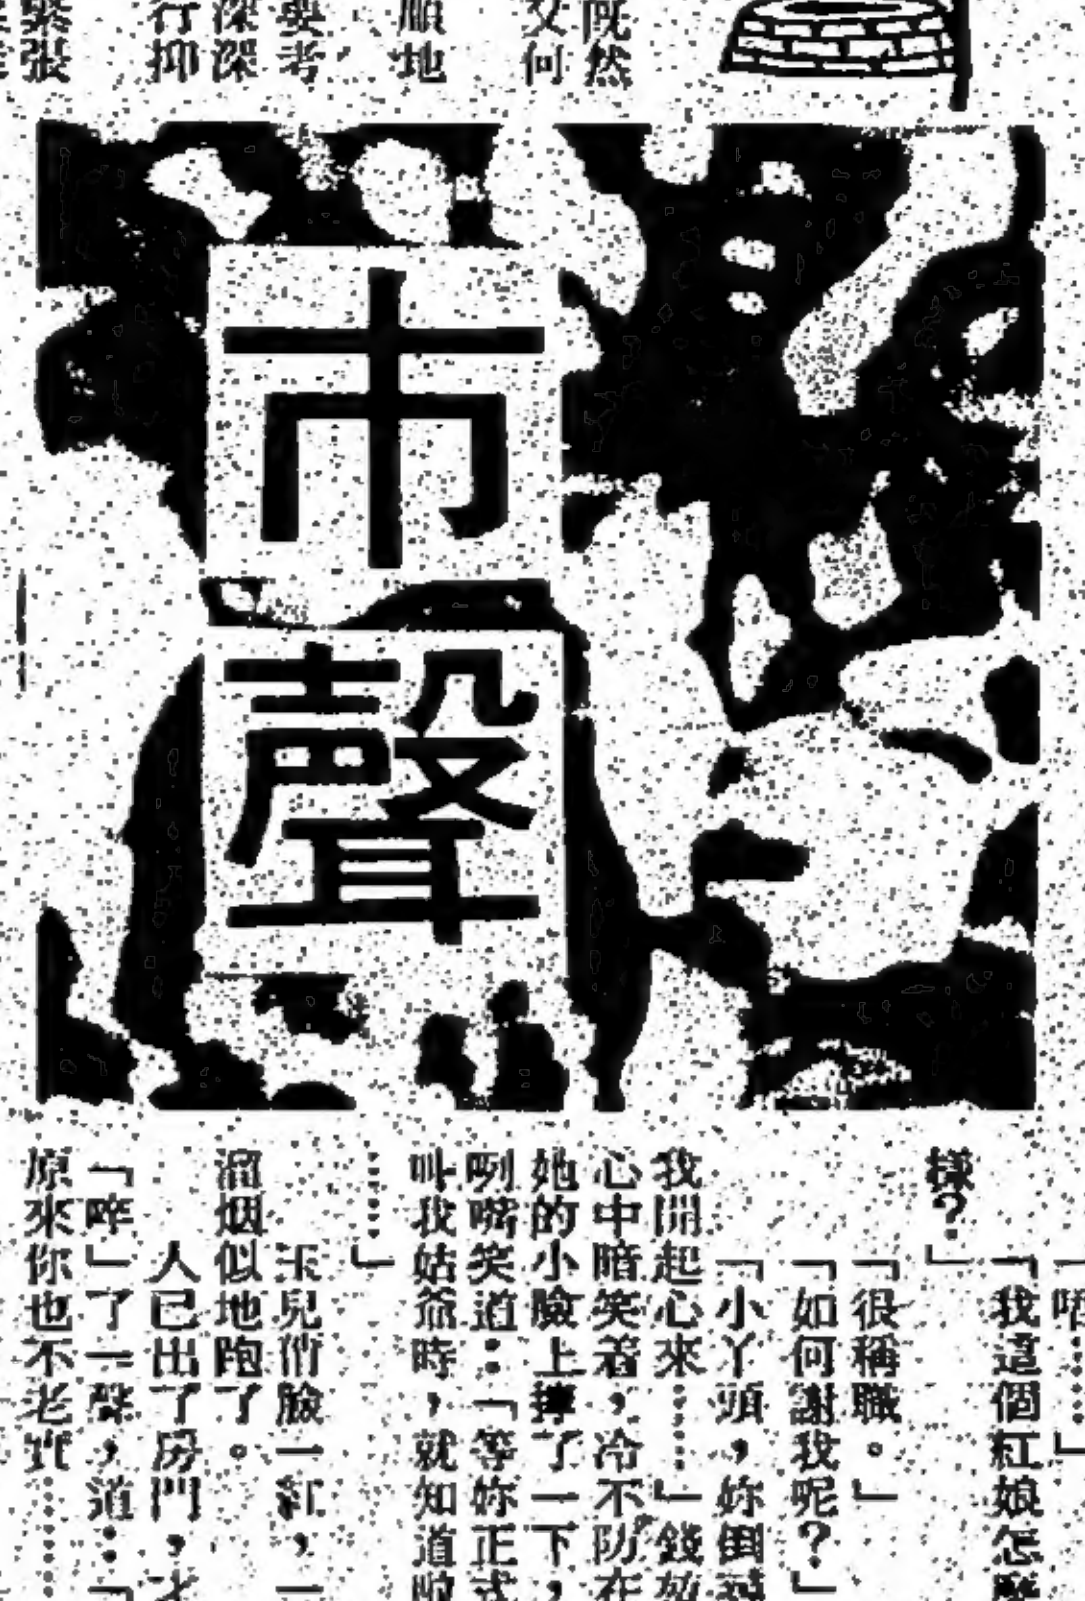 既然
又何
順地
要考
深深
行抑
緊張
市聲
「唔……」
「我這個紅娘怎麼
樣？」
「很稱職。」
「如何謝我呢？」
「小丫頭，妳倒
我開起心來……」錢
心中暗笑着，冷不防在
她的小臉上擰了一下，
咧嘴笑道：「等妳正式
叫我姑爺時，就知道
……」
玉兒俏臉一紅，一
溜烟似地跑了。
人已出了房門，才
「啐」了一聲，道：「
原來你也不老實……